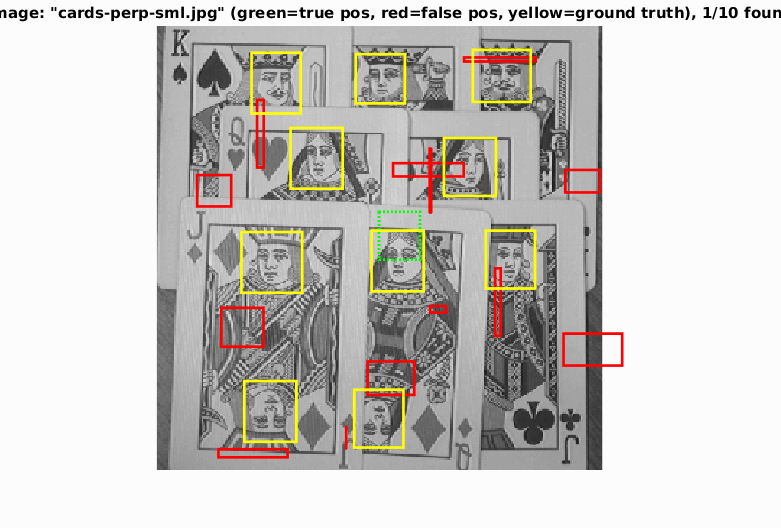 mage: "cards-perp-sml.jpg" (green=true pos, red=false pos, yellow=ground truth), 1/10 foun
K
Q
J
Q
J